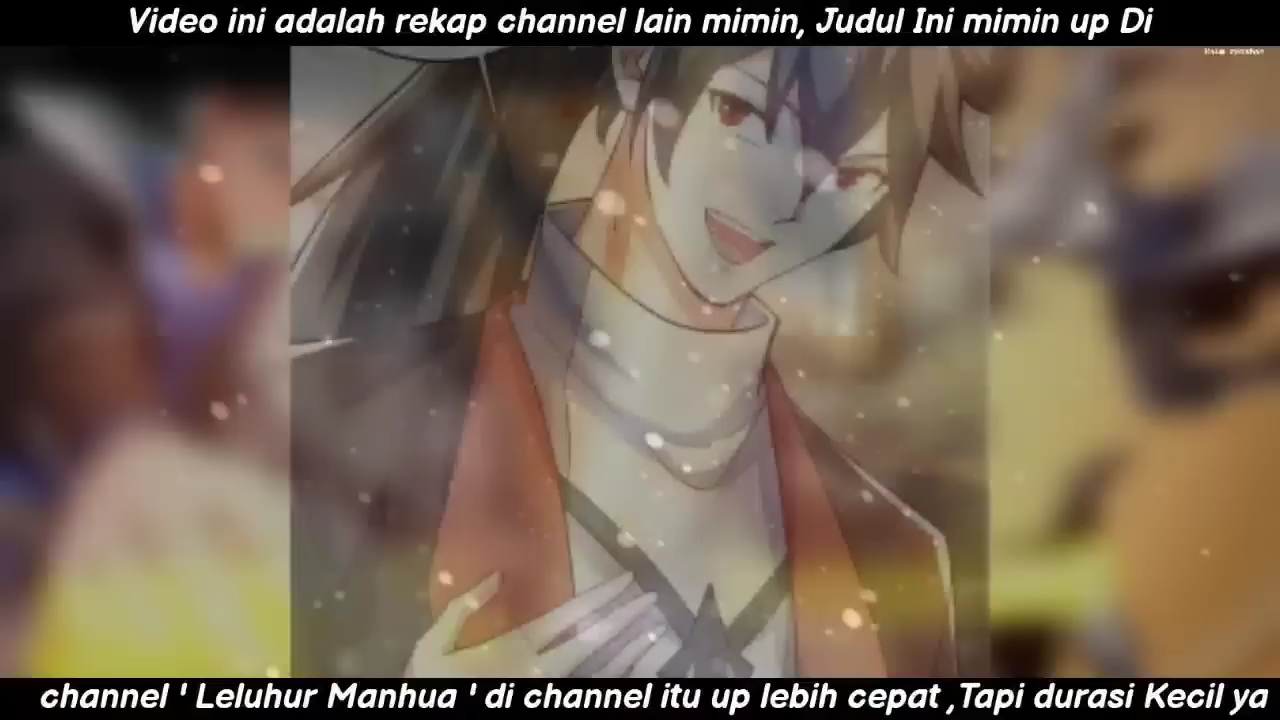 Video ini adalah rekap channel lain mimin, Judul Ini mimin up Di
channel ' Leluhur Manhua ' di channel itu up lebih cepat ,Tapi durasi Kecil ya